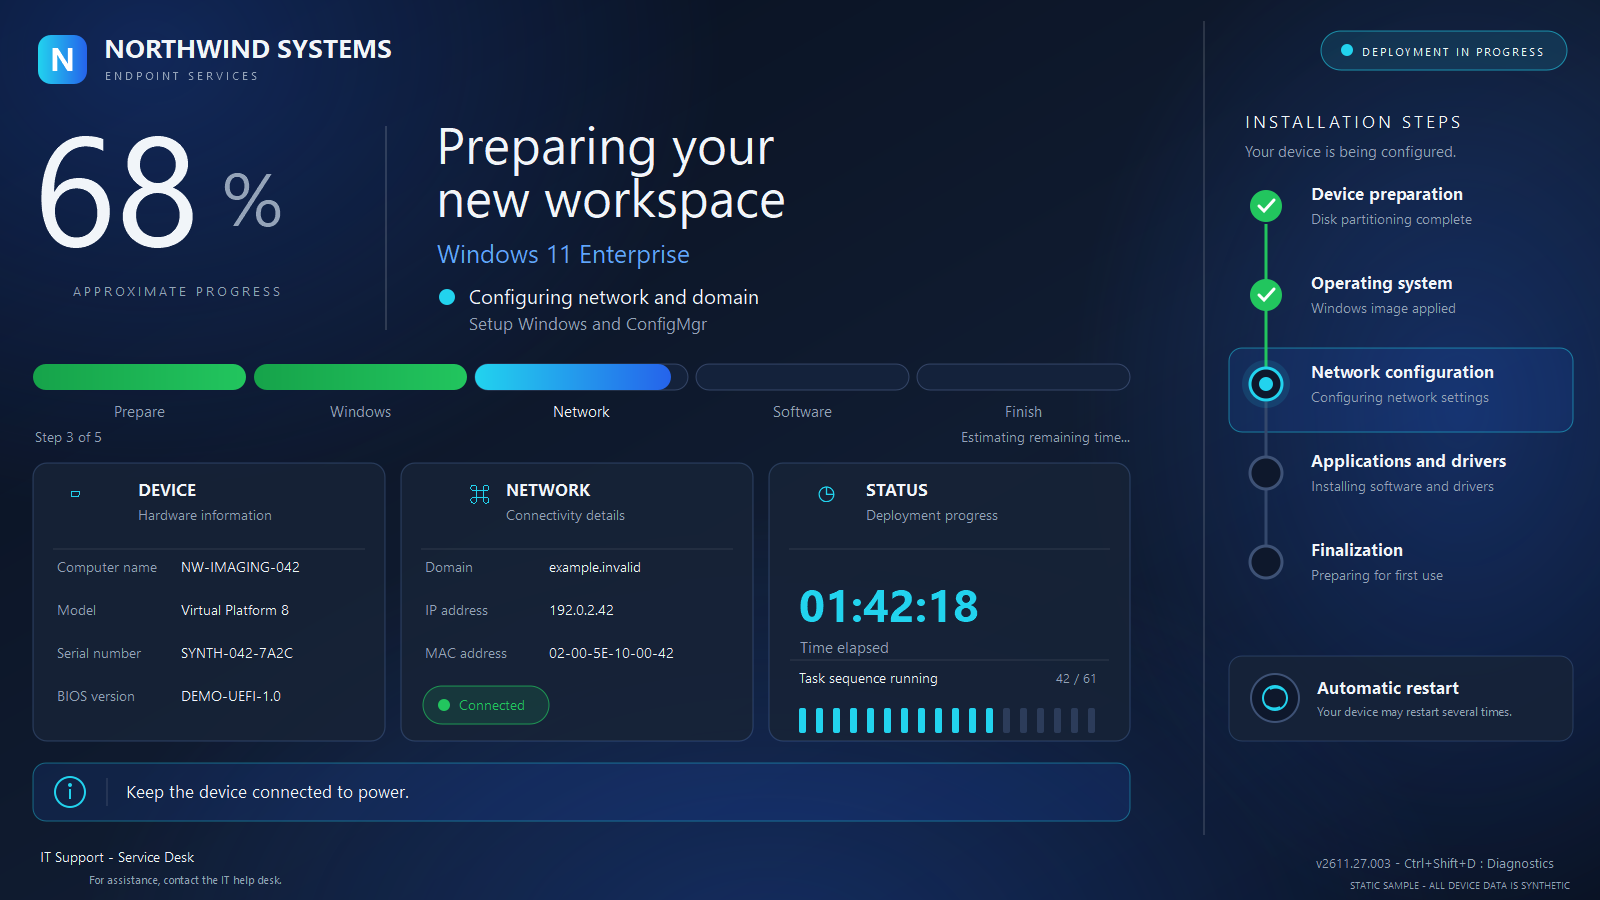 N
NORTHWIND SYSTEMS
ENDPOINT SERVICES
68 %
APPROXIMATE PROGRESS
Preparing your
new workspace
Windows 11 Enterprise
Configuring network and domain
Setup Windows and ConfigMgr
Prepare
Windows
Network
Software
Finish
Step 3 of 5
Estimating remaining time...
DEVICE
Hardware information
Computer name NW-IMAGING-042
Model Virtual Platform 8
Serial number SYNTH-042-7A2C
BIOS version DEMO-UEFI-1.0
NETWORK
Connectivity details
Domain example.invalid
IP address 192.0.2.42
MAC address 02-00-5E-10-00-42
Connected
STATUS
Deployment progress
01:42:18
Time elapsed
Task sequence running 42 / 61
Keep the device connected to power.
IT Support - Service Desk
For assistance, contact the IT help desk.
DEPLOYMENT IN PROGRESS
INSTALLATION STEPS
Your device is being configured.
Device preparation
Disk partitioning complete
Operating system
Windows image applied
Network configuration
Configuring network settings
Applications and drivers
Installing software and drivers
Finalization
Preparing for first use
Automatic restart
Your device may restart several times.
v2611.27.003 - Ctrl+Shift+D : Diagnostics
STATIC SAMPLE - ALL DEVICE DATA IS SYNTHETIC